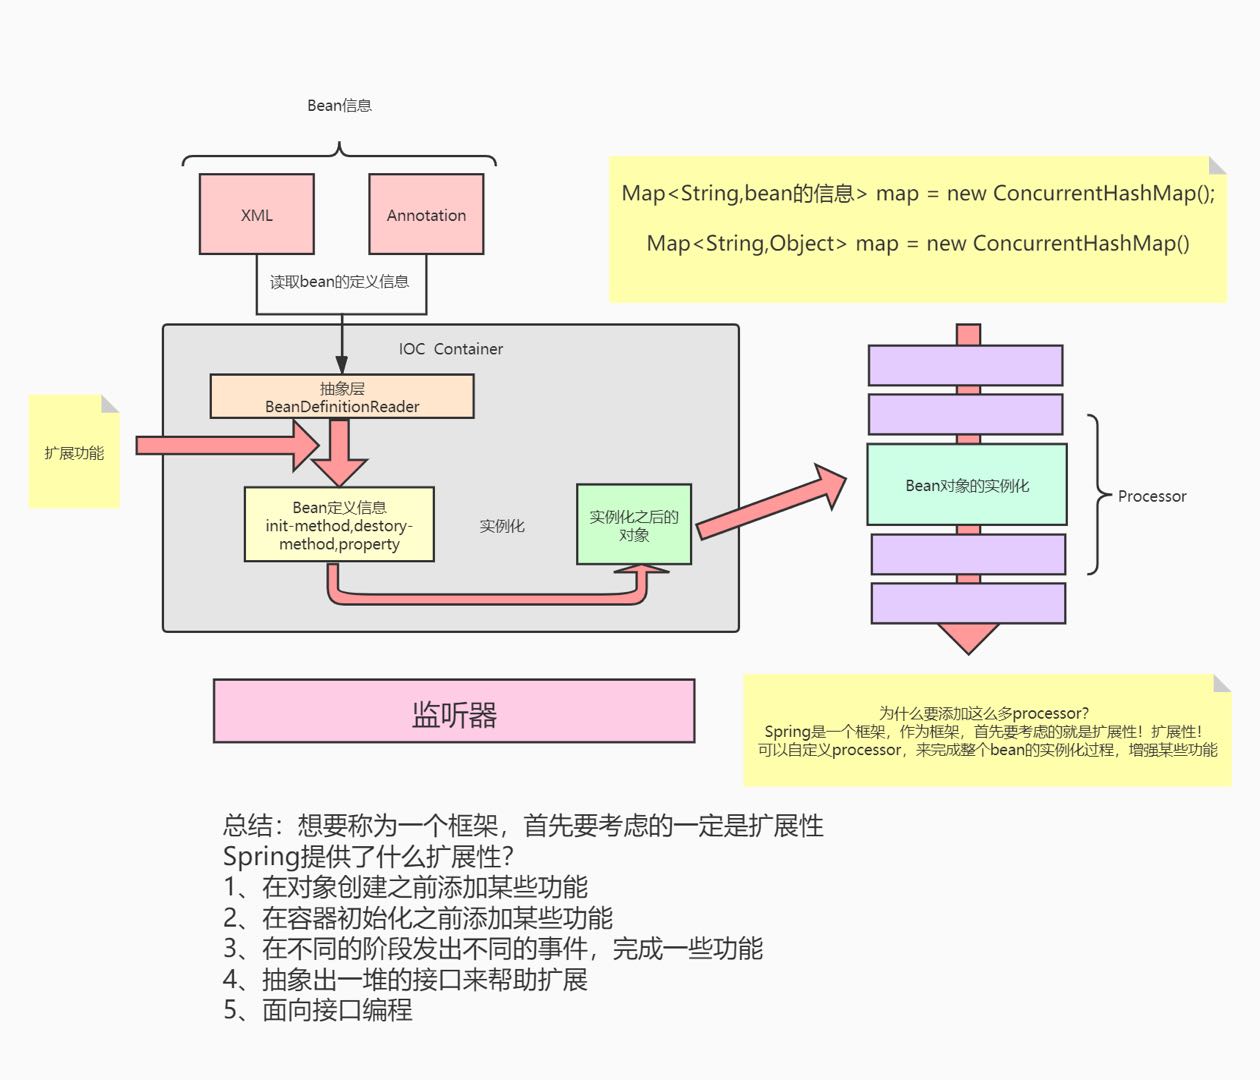 Bean信息
XML
Annotation
读取bean的定义信息
Map<String,bean的信息> map = new ConcurrentHashMap();
Map<String,Object> map = new ConcurrentHashMap()
IOC  Container
抽象层
BeanDefinitionReader
扩展功能
Bean定义信息
init-method,destory-
method,property
实例化
实例化之后的
对象
Bean对象的实例化
Processor
监听器
为什么要添加这么多processor?
Spring是一个框架，作为框架，首先要考虑的就是扩展性！扩展性！
可以自定义processor，来完成整个bean的实例化过程，增强某些功能
总结：想要称为一个框架，首先要考虑的一定是扩展性
Spring提供了什么扩展性?
1、在对象创建之前添加某些功能
2、在容器初始化之前添加某些功能
3、在不同的阶段发出不同的事件，完成一些功能
4、抽象出一堆的接口来帮助扩展
5、面向接口编程